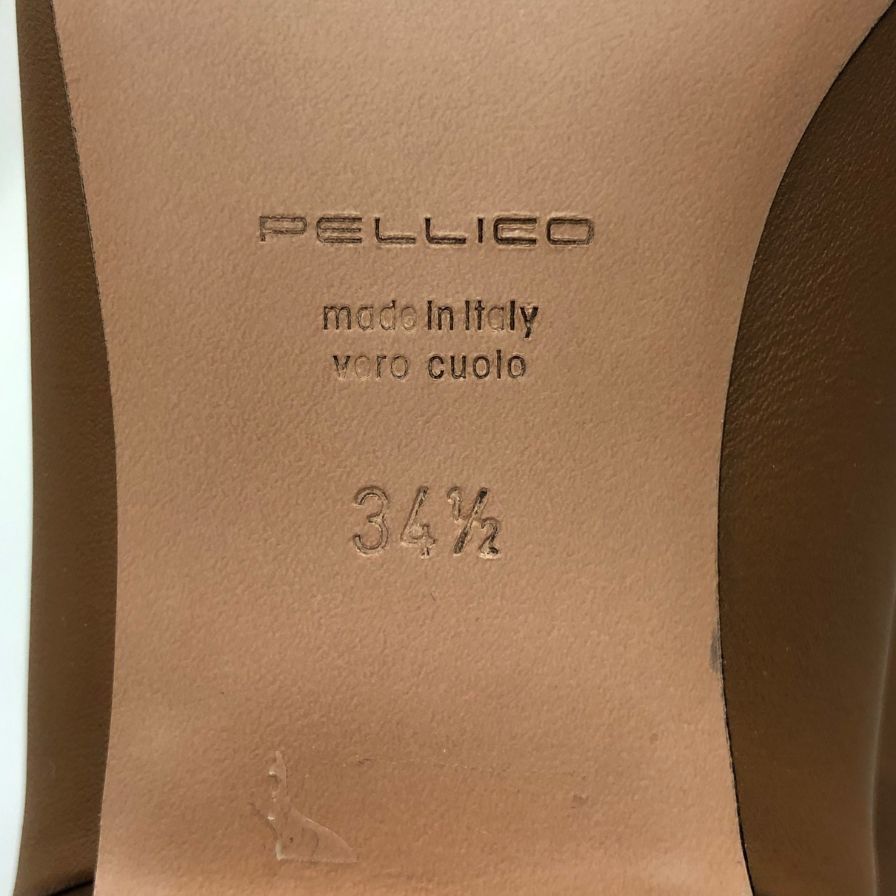 PELLICO
made in Italy
vero cuoio
34½